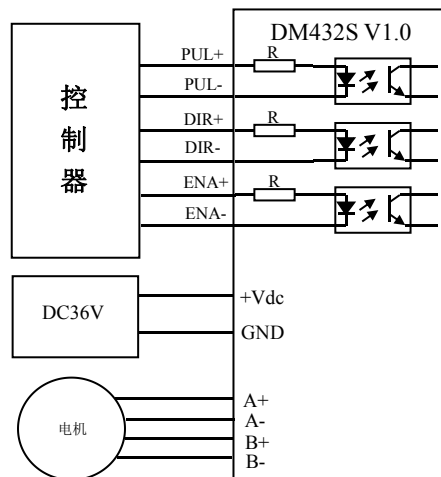 DM432S V1.0
控
制
器
PUL+
R
PUL-
DIR+
R
DIR-
ENA+
R
ENA-
DC36V
+Vdc
GND
电机
A+
A-
B+
B-